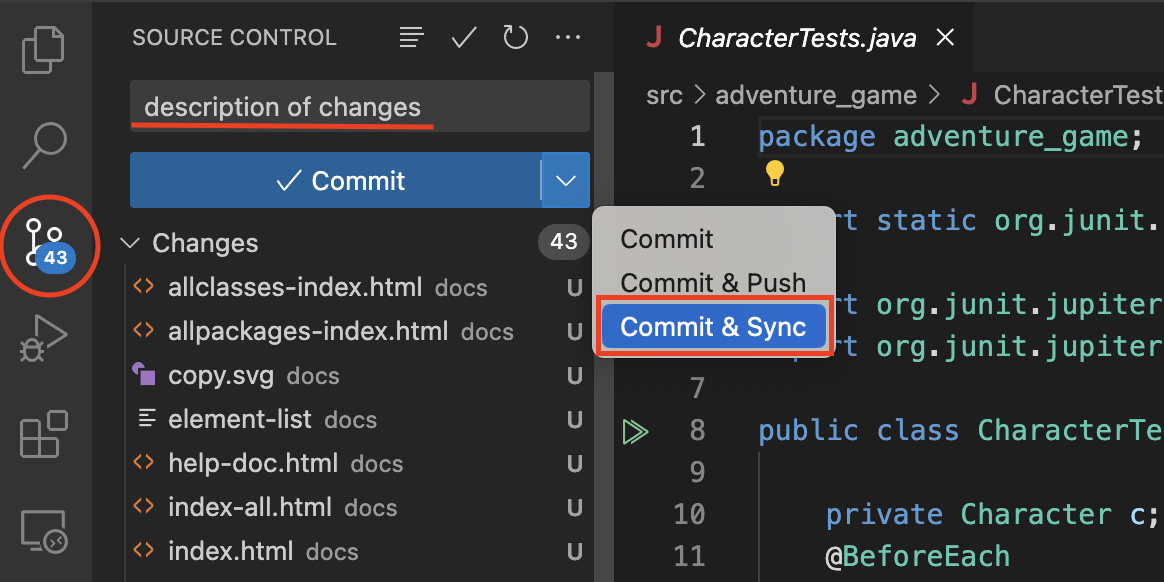 SOURCE CONTROL
description of changes
Commit
Changes 43
allclasses-index.html docs U
allpackages-index.html docs U
copy.svg docs U
element-list docs U
help-doc.html docs U
index-all.html docs U
index.html docs U
43
Commit
Commit & Push
Commit & Sync
J CharacterTests.java
src > adventure_game > J CharacterTest
1 package adventure_game;
2
rt static org.junit.
rt org.junit.jupiter
rt org.junit.jupiter
7
8 public class CharacterTe
9
10 private Character c;
11 @BeforeEach